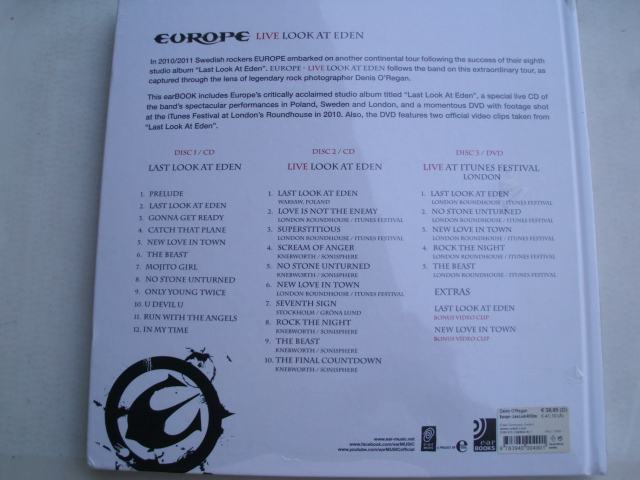 EUROPE LIVE LOOK AT EDEN
In 2010/2011 Swedish rockers EUROPE embarked on another continental tour following the success of their eighth
studio album "Last Look At Eden". EUROPE - LIVE LOOK AT EDEN follows the band on this extraordinary tour, as
captured through the lens of legendary rock photographer Denis O'Regan.
This earBOOK includes Europe's critically acclaimed studio album titled "Last Look At Eden", a special live CD of
the band's spectacular performances in Poland, Sweden and London, and a momentous DVD with footage shot
at the iTunes Festival at London's Roundhouse in 2010. Also, the DVD features two official video clips taken from
"Last Look At Eden".
DISC 1 / CD
LAST LOOK AT EDEN
1. PRELUDE
2. LAST LOOK AT EDEN
3. GONNA GET READY
4. CATCH THAT PLANE
5. NEW LOVE IN TOWN
6. THE BEAST
7. MOJITO GIRL
8. NO STONE UNTURNED
9. ONLY YOUNG TWICE
10. U DEVIL U
11. RUN WITH THE ANGELS
12. IN MY TIME
DISC 2 / CD
LIVE LOOK AT EDEN
1. LAST LOOK AT EDEN
WARSAW, POLAND
2. LOVE IS NOT THE ENEMY
LONDON ROUNDHOUSE / ITUNES FESTIVAL
3. SUPERSTITIOUS
LONDON ROUNDHOUSE / ITUNES FESTIVAL
4. SCREAM OF ANGER
KNEBWORTH / SONISPHERE
5. NO STONE UNTURNED
KNEBWORTH / SONISPHERE
6. NEW LOVE IN TOWN
LONDON ROUNDHOUSE / ITUNES FESTIVAL
7. SEVENTH SIGN
STOCKHOLM / GRÖNA LUND
8. ROCK THE NIGHT
KNEBWORTH / SONISPHERE
9. THE BEAST
KNEBWORTH / SONISPHERE
10. THE FINAL COUNTDOWN
KNEBWORTH / SONISPHERE
DISC 3 / DVD
LIVE AT ITUNES FESTIVAL
LONDON
1. LAST LOOK AT EDEN
LONDON ROUNDHOUSE / ITUNES FESTIVAL
2. NO STONE UNTURNED
LONDON ROUNDHOUSE / ITUNES FESTIVAL
3. NEW LOVE IN TOWN
LONDON ROUNDHOUSE / ITUNES FESTIVAL
4. ROCK THE NIGHT
LONDON ROUNDHOUSE / ITUNES FESTIVAL
5. THE BEAST
LONDON ROUNDHOUSE / ITUNES FESTIVAL
EXTRAS
LAST LOOK AT EDEN
BONUS VIDEO CLIP
NEW LOVE IN TOWN
BONUS VIDEO CLIP
www.ear-music.net
www.facebook.com/earMUSIC
www.youtube.com/earMUSICofficial
ear
BOOKS
Denis O'Regan